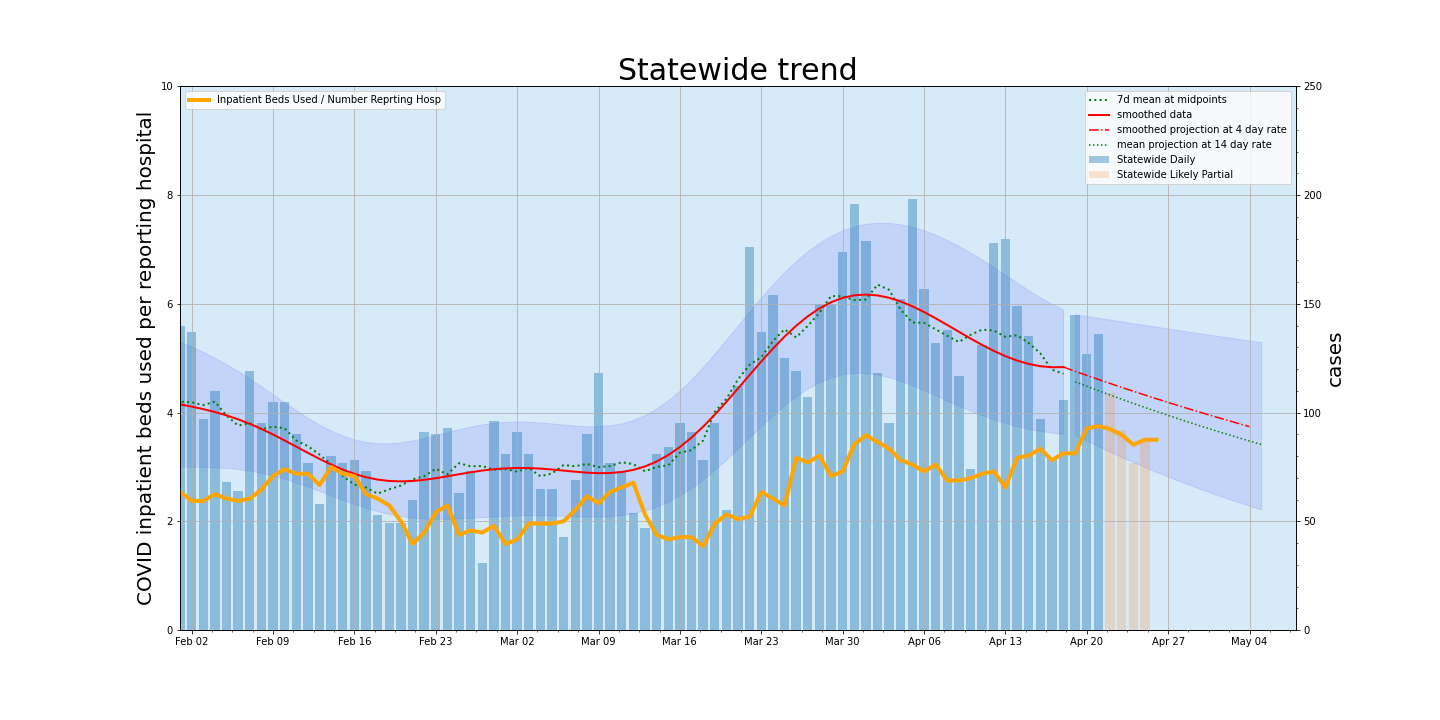 Statewide trend
Inpatient Beds Used / Number Reprting Hosp
7d mean at midpoints
smoothed data
smoothed projection at 4 day rate
mean projection at 14 day rate
Statewide Daily
Statewide Likely Partial
COVID inpatient beds used per reporting hospital
10
8
6
4
2
0
250
200
150
100
50
0
cases
Feb 02 Feb 09 Feb 16 Feb 23 Mar 02 Mar 09 Mar 16 Mar 23 Mar 30 Apr 06 Apr 13 Apr 20 Apr 27 May 04